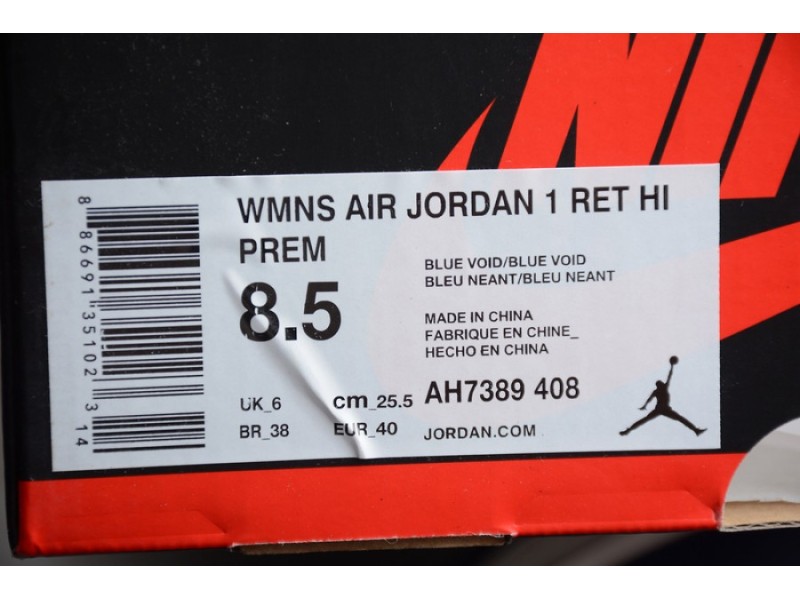 NIK
WMNS AIR JORDAN 1 RET HI
PREM
8.5
BLUE VOID/BLUE VOID
BLEU NEANT/BLEU NEANT
MADE IN CHINA
FABRIQUE EN CHINE_
HECHO EN CHINA
UK_6
cm_25.5
AH7389 408
BR_38
EUR_40
JORDAN.COM
8 86691 35102 3 14